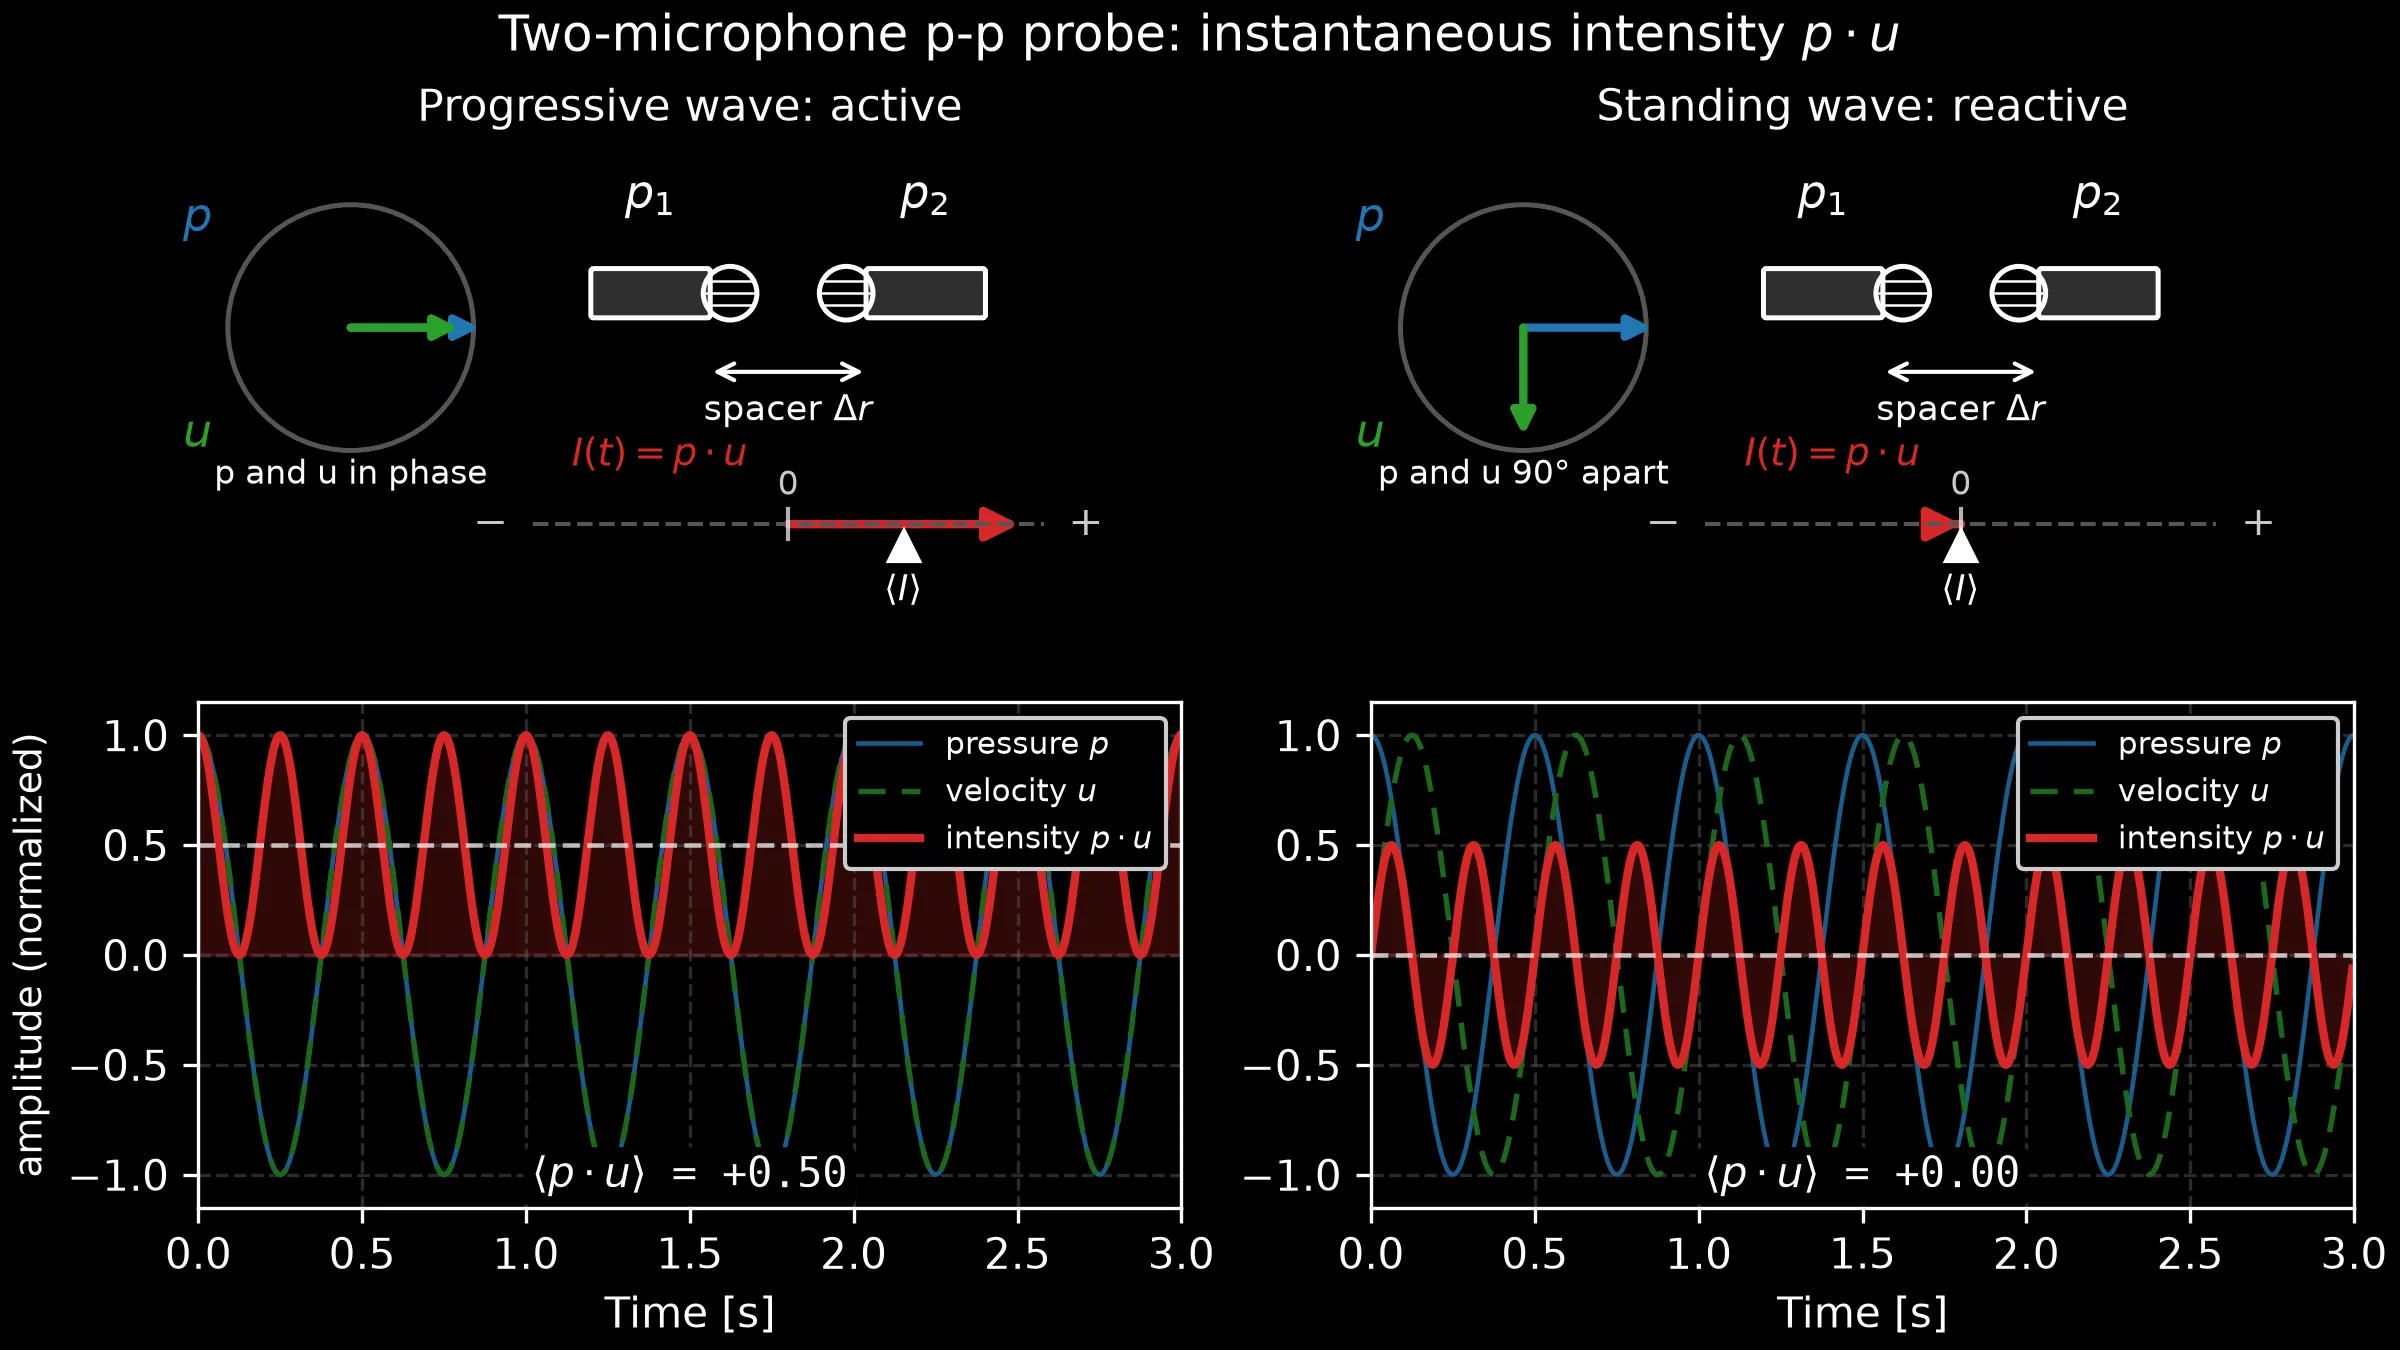 Two-microphone p-p probe: instantaneous intensity p · u
Progressive wave: active
p
p₁
p₂
spacer Δr
u
p and u in phase
I(t) = p · u
0
−
+
⟨I⟩
Standing wave: reactive
p
p₁
p₂
spacer Δr
u
p and u 90° apart
I(t) = p · u
0
−
+
⟨I⟩
amplitude (normalized)
1.0
0.5
0.0
−0.5
−1.0
pressure p
velocity u
intensity p · u
⟨p · u⟩ = +0.50
0.0 0.5 1.0 1.5 2.0 2.5 3.0
Time [s]
1.0
0.5
0.0
−0.5
−1.0
pressure p
velocity u
intensity p · u
⟨p · u⟩ = +0.00
0.0 0.5 1.0 1.5 2.0 2.5 3.0
Time [s]